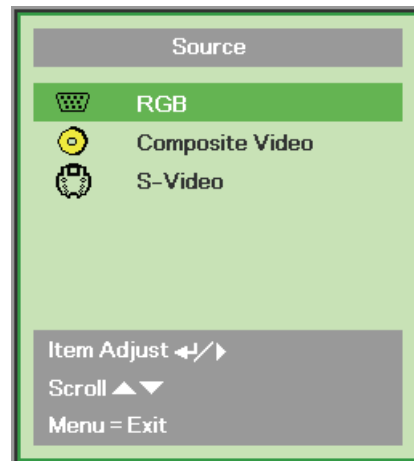 Source
RGB
Composite Video
S-Video
Item Adjust ↵/▶
Scroll ▲▼
Menu = Exit